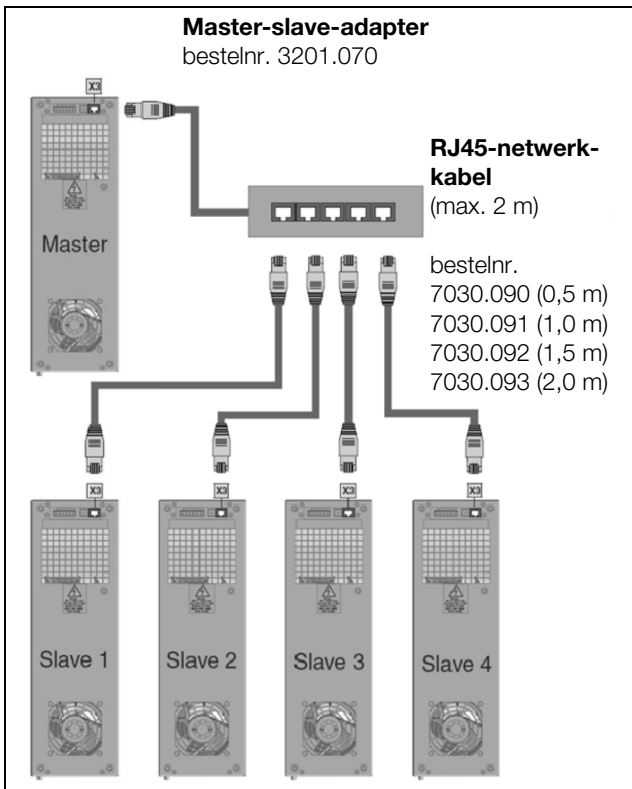 Master-slave-adapter
bestelnr. 3201.070
X3
Master
RJ45-netwerk-
kabel
(max. 2 m)
bestelnr.
7030.090 (0,5 m)
7030.091 (1,0 m)
7030.092 (1,5 m)
7030.093 (2,0 m)
X3
X3
X3
X3
Slave 1
Slave 2
Slave 3
Slave 4